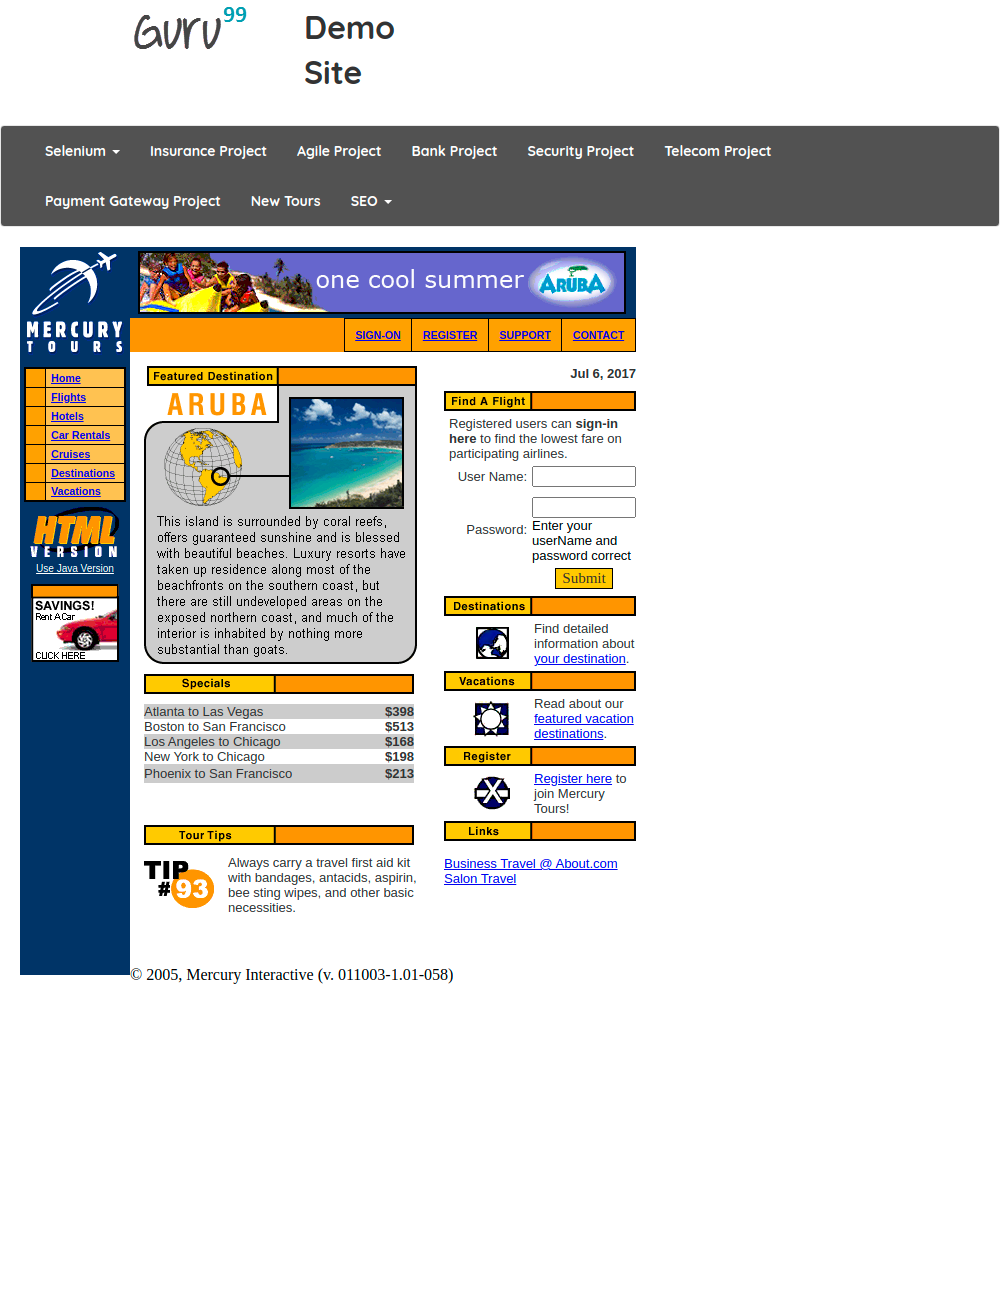 Guru 99
Demo
Site
Selenium Insurance Project Agile Project Bank Project Security Project Telecom Project
Payment Gateway Project New Tours SEO
MERCURY
TOURS
one cool summer
ARUBA
SIGN-ON REGISTER SUPPORT CONTACT
Home
Flights
Hotels
Car Rentals
Cruises
Destinations
Vacations
HTML
VERSION
Use Java Version
SAVINGS!
Rent A Car
CLICK HERE
Featured Destination
ARUBA
This island is surrounded by coral reefs,
offers guaranteed sunshine and is blessed
with beautiful beaches. Luxury resorts have
taken up residence along most of the
beachfronts on the southern coast, but
there are still undeveloped areas on the
exposed northern coast, and much of the
interior is inhabited by nothing more
substantial than goats.
Specials
Atlanta to Las Vegas $398
Boston to San Francisco $513
Los Angeles to Chicago $168
New York to Chicago $198
Phoenix to San Francisco $213
Tour Tips
TIP
#93
Always carry a travel first aid kit
with bandages, antacids, aspirin,
bee sting wipes, and other basic
necessities.
Jul 6, 2017
Find A Flight
Registered users can sign-in
here to find the lowest fare on
participating airlines.
User Name:
Password:
Enter your
userName and
password correct
Submit
Destinations
Find detailed
information about
your destination.
Vacations
Read about our
featured vacation
destinations.
Register
Register here to
join Mercury
Tours!
Links
Business Travel @ About.com
Salon Travel
© 2005, Mercury Interactive (v. 011003-1.01-058)